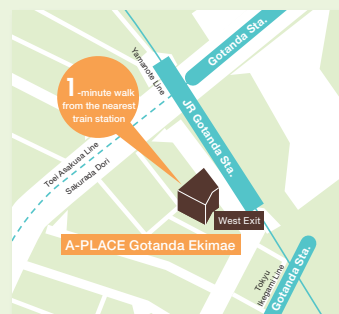 Gotanda Sta.
Yamanote Line
1-minute walk
from the nearest
train station
JR Gotanda Sta.
Toei Asakusa Line
Sakurada Dori
West Exit
A-PLACE Gotanda Ekimae
Tokyu
Ikegami Line
Gotanda Sta.